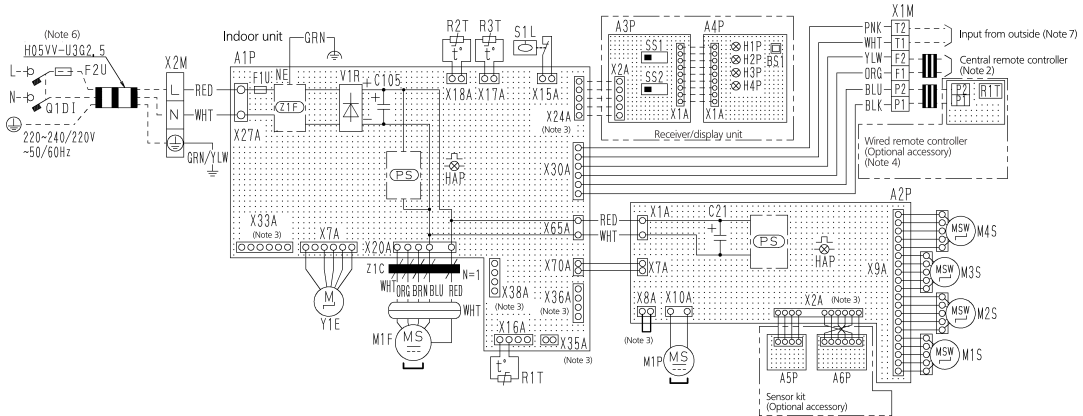 (Note 6)
H05VV-U3G2,5
L
F2U
N
Q1DI
220~240/220V
~50/60Hz
X2M
L
N
RED
WHT
GRN/YLW
Indoor unit
A1P
GRN
F1U
NE
V1R
C105
Z1F
X27A
PS
HAP
R2T
R3T
S1L
t°
t°
X18A
X17A
X15A
X24A
(Note 3)
X30A
X33A
(Note 3)
X7A
M
Y1E
X20A
Z1C
N=1
WHT
ORG
BRN
BLU
RED
WHT
M1F
MS
X65A
X70A
X38A
(Note 3)
X36A
(Note 3)
X16A
X35A
(Note 3)
t°
R1T
A3P
A4P
X2A
SS1
SS2
X1A
X1A
H1P
H2P
H3P
H4P
BS1
Receiver/display unit
X1M
PNK
T2
WHT
T1
YLW
F2
ORG
F1
BLU
P2
BLK
P1
Input from outside (Note 7)
Central remote controller
(Note 2)
P2
P1
R1T
Wired remote controller
(Optional accessory)
(Note 4)
A2P
RED
WHT
X1A
C21
PS
HAP
X7A
X8A
X10A
(Note 3)
M1P
MS
X2A
(Note 3)
X9A
MSW
M4S
MSW
M3S
MSW
M2S
MSW
M1S
A5P
A6P
Sensor kit
(Optional accessory)